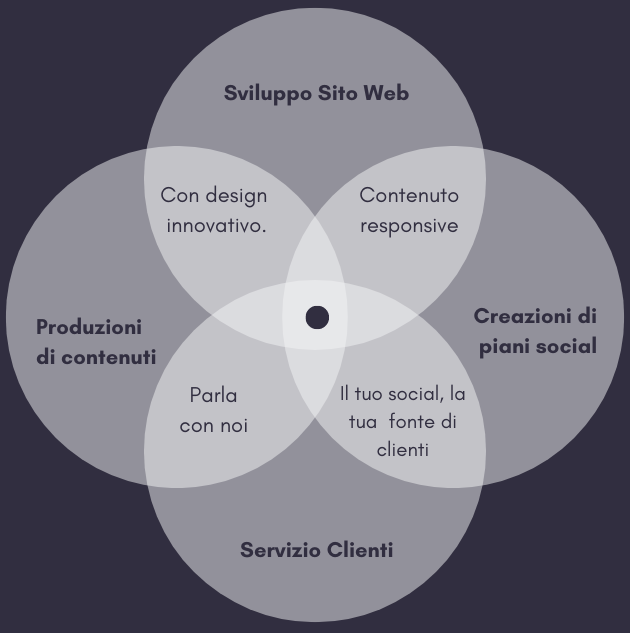 Sviluppo Sito Web
Con design
innovativo.
Contenuto
responsive
Produzioni
di contenuti
Creazioni di
piani social
Parla
con noi
Il tuo social, la
tua fonte di
clienti
Servizio Clienti